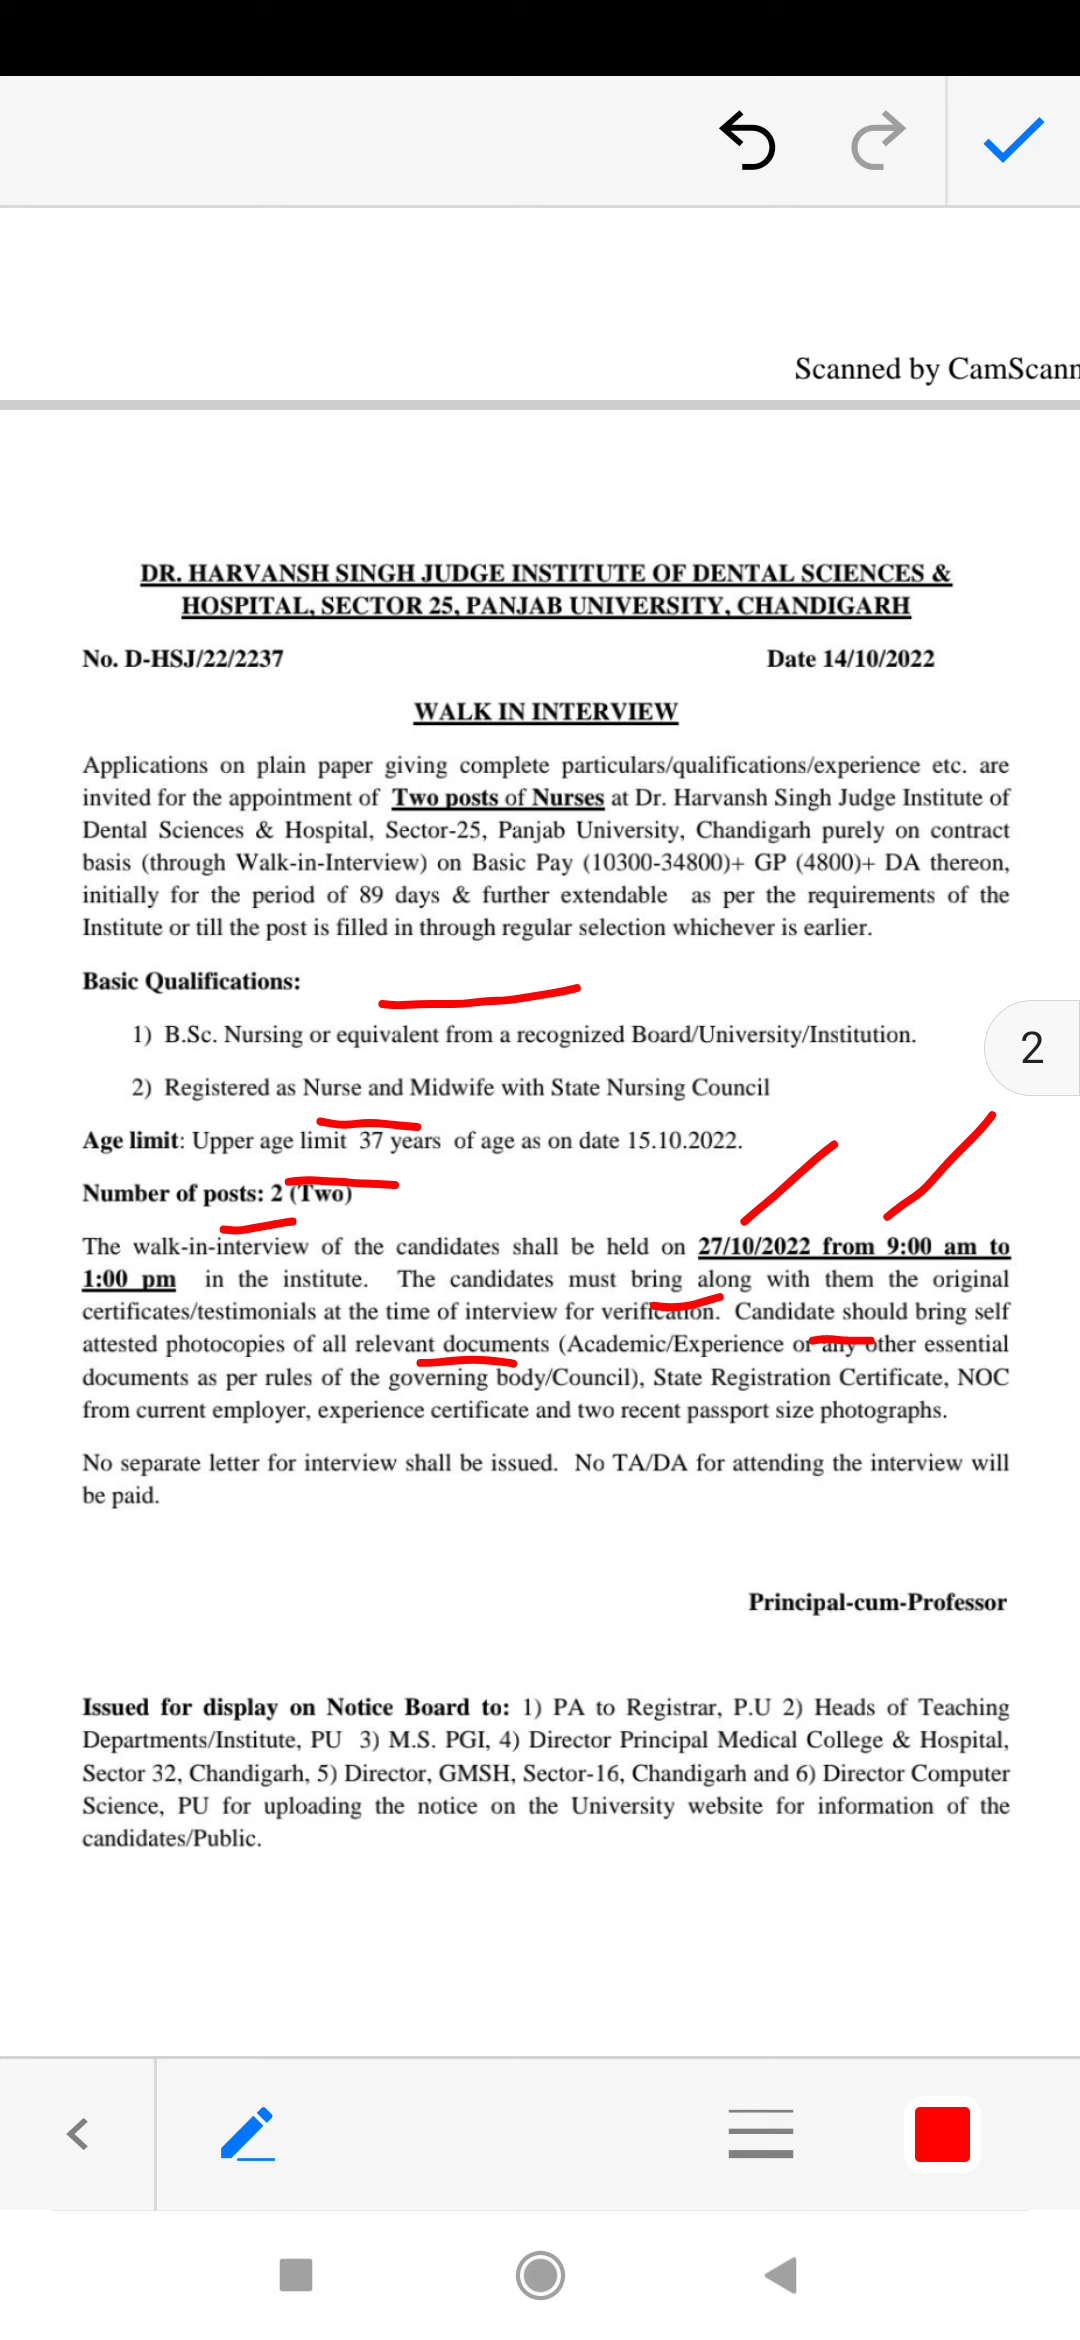 Scanned by CamScann
DR. HARVANSH SINGH JUDGE INSTITUTE OF DENTAL SCIENCES &
HOSPITAL, SECTOR 25, PANJAB UNIVERSITY, CHANDIGARH
No. D-HSJ/22/2237 Date 14/10/2022
WALK IN INTERVIEW
Applications on plain paper giving complete particulars/qualifications/experience etc. are
invited for the appointment of Two posts of Nurses at Dr. Harvansh Singh Judge Institute of
Dental Sciences & Hospital, Sector-25, Panjab University, Chandigarh purely on contract
basis (through Walk-in-Interview) on Basic Pay (10300-34800)+ GP (4800)+ DA thereon,
initially for the period of 89 days & further extendable as per the requirements of the
Institute or till the post is filled in through regular selection whichever is earlier.
Basic Qualifications:
1) B.Sc. Nursing or equivalent from a recognized Board/University/Institution.
2
2) Registered as Nurse and Midwife with State Nursing Council
Age limit: Upper age limit 37 years of age as on date 15.10.2022.
Number of posts: 2 (Two)
The walk-in-interview of the candidates shall be held on 27/10/2022 from 9:00 am to
1:00 pm in the institute. The candidates must bring along with them the original
certificates/testimonials at the time of interview for verification. Candidate should bring self
attested photocopies of all relevant documents (Academic/Experience or any other essential
documents as per rules of the governing body/Council), State Registration Certificate, NOC
from current employer, experience certificate and two recent passport size photographs.
No separate letter for interview shall be issued. No TA/DA for attending the interview will
be paid.
Principal-cum-Professor
Issued for display on Notice Board to: 1) PA to Registrar, P.U 2) Heads of Teaching
Departments/Institute, PU 3) M.S. PGI, 4) Director Principal Medical College & Hospital,
Sector 32, Chandigarh, 5) Director, GMSH, Sector-16, Chandigarh and 6) Director Computer
Science, PU for uploading the notice on the University website for information of the
candidates/Public.